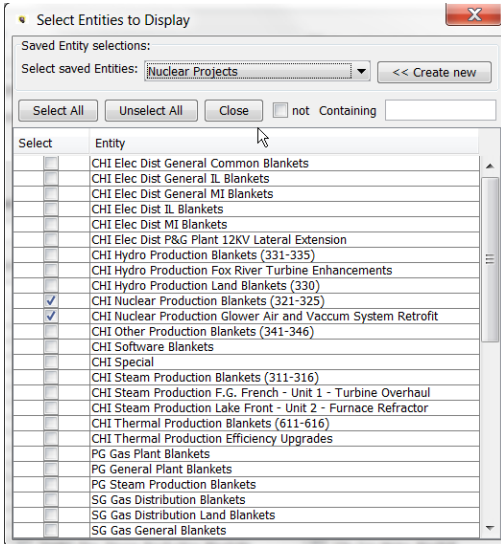 Select Entities to Display
Saved Entity selections:
Select saved Entities: Nuclear Projects << Create new
Select All Unselect All Close not Containing
Select Entity
CHI Elec Dist General Common Blankets
CHI Elec Dist General IL Blankets
CHI Elec Dist General MI Blankets
CHI Elec Dist IL Blankets
CHI Elec Dist MI Blankets
CHI Elec Dist P&G Plant 12KV Lateral Extension
CHI Hydro Production Blankets (331-335)
CHI Hydro Production Fox River Turbine Enhancements
CHI Hydro Production Land Blankets (330)
CHI Nuclear Production Blankets (321-325)
CHI Nuclear Production Glower Air and Vaccum System Retrofit
CHI Other Production Blankets (341-346)
CHI Software Blankets
CHI Special
CHI Steam Production Blankets (311-316)
CHI Steam Production F.G. French - Unit 1 - Turbine Overhaul
CHI Steam Production Lake Front - Unit 2 - Furnace Refractor
CHI Thermal Production Blankets (611-616)
CHI Thermal Production Efficiency Upgrades
PG Gas Plant Blankets
PG General Plant Blankets
PG Steam Production Blankets
SG Gas Distribution Blankets
SG Gas Distribution Land Blankets
SG Gas General Blankets